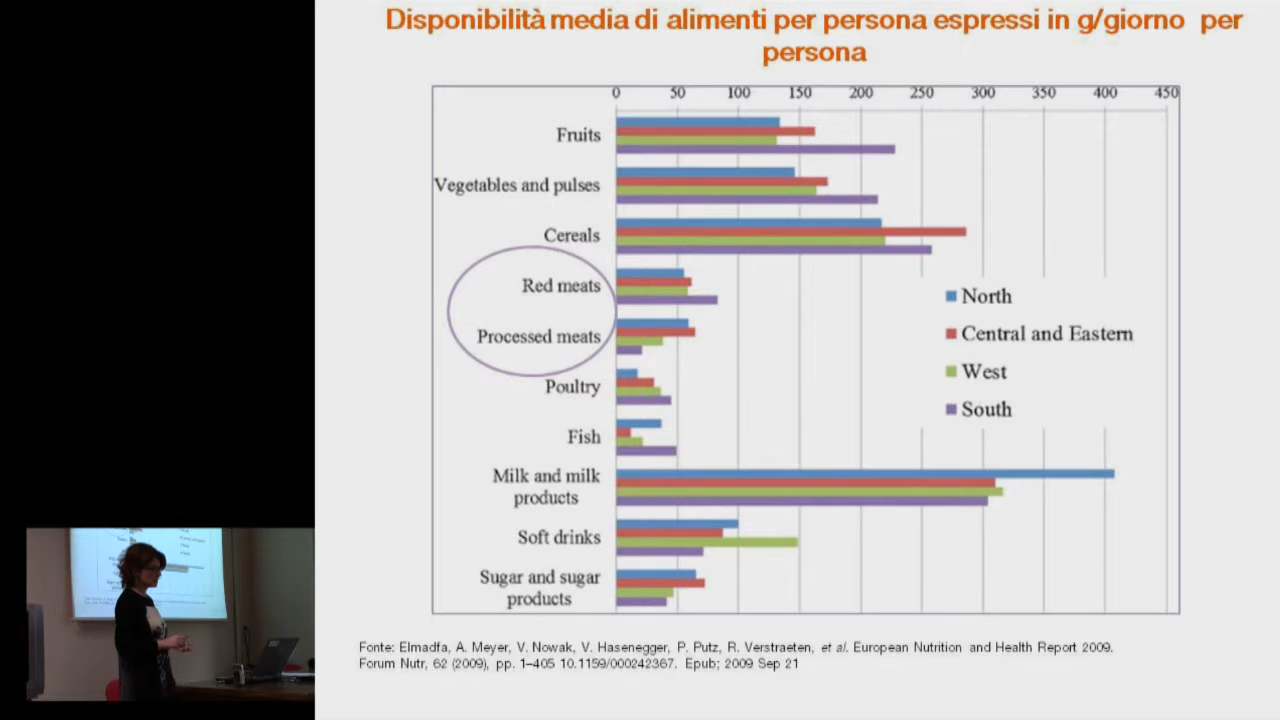 Disponibilità media di alimenti per persona espressi in g/giorno per
persona
0 50 100 150 200 250 300 350 400 450
Fruits
Vegetables and pulses
Cereals
Red meats
Processed meats
Poultry
Fish
Milk and milk
products
Soft drinks
Sugar and sugar
products
North
Central and Eastern
West
South
Fonte: Elmadfa, A. Meyer, V. Nowak, V. Hasenegger, P. Putz, R. Verstraeten, et al. European Nutrition and Health Report 2009.
Forum Nutr, 62 (2009), pp. 1–405 10.1159/000242367. Epub; 2009 Sep 21